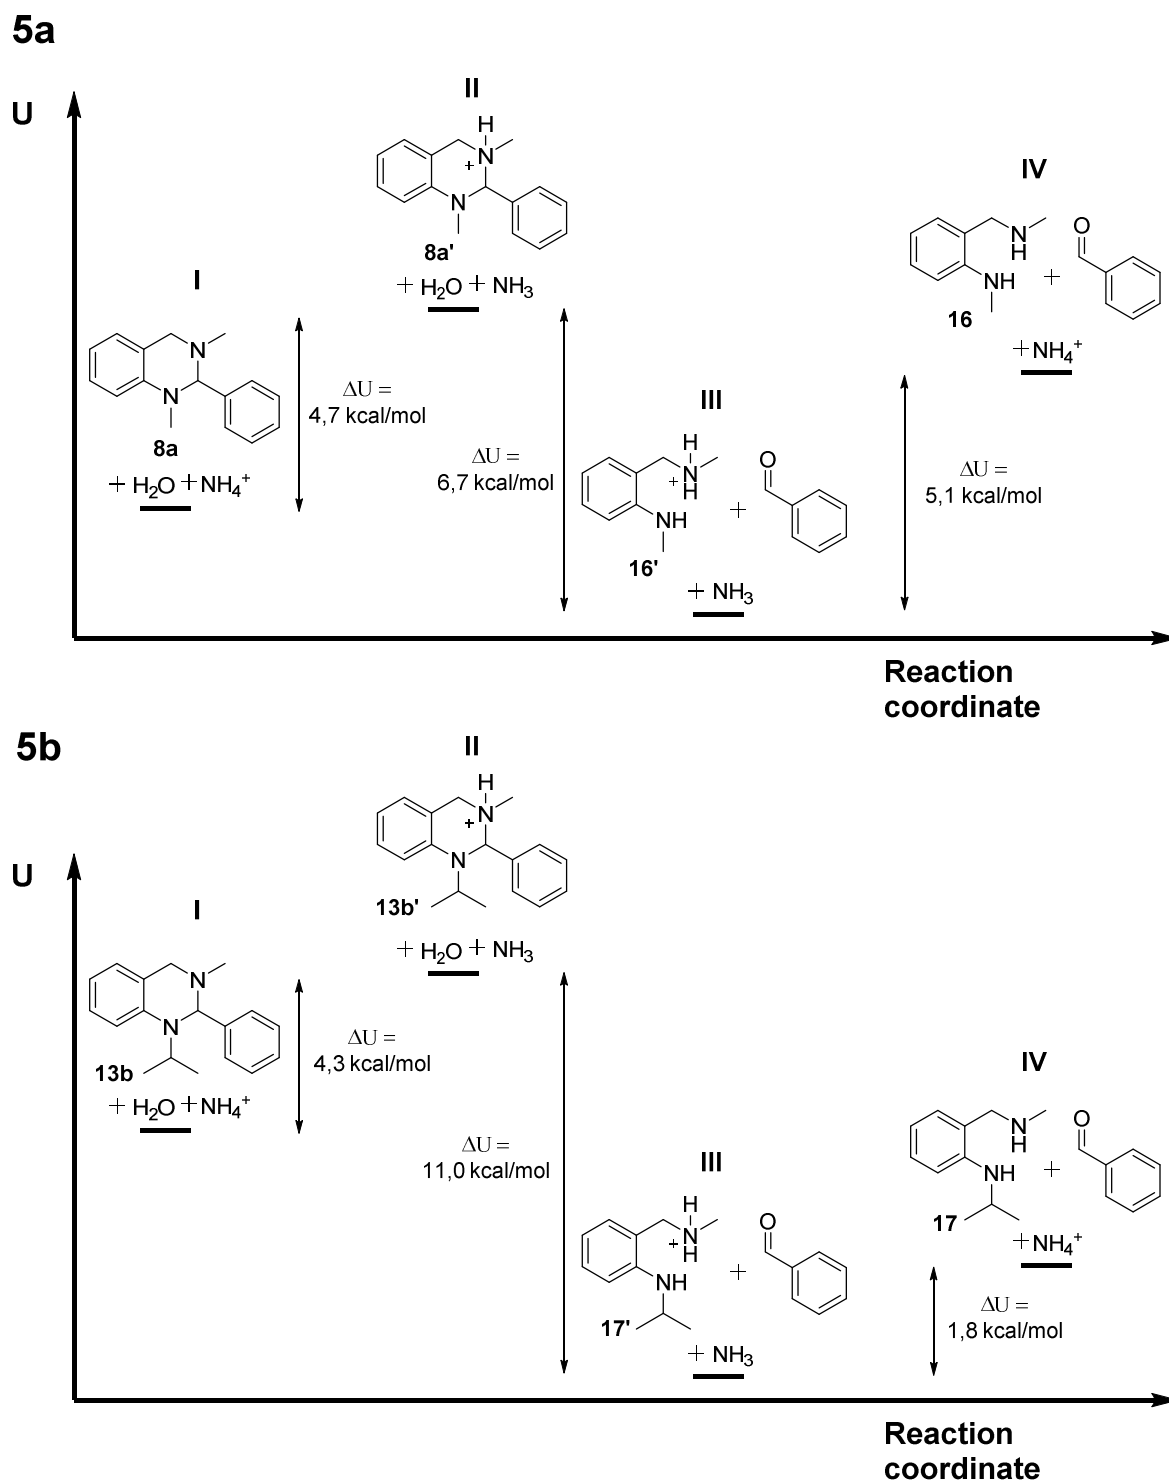 5a
U
II
H
N
+
N
8a'
+ H₂O + NH₃
I
N
N
8a
+ H₂O + NH₄⁺
ΔU =
4,7 kcal/mol
ΔU =
6,7 kcal/mol
III
H
N
+
H
NH
16'
O
+
+ NH₃
IV
N
H
NH
16
O
+
+ NH₄⁺
ΔU =
5,1 kcal/mol
Reaction
coordinate
5b
U
II
H
N
+
N
13b'
+ H₂O + NH₃
I
N
N
13b
+ H₂O + NH₄⁺
ΔU =
4,3 kcal/mol
ΔU =
11,0 kcal/mol
III
H
N
+
H
NH
17'
O
+
+ NH₃
IV
N
H
NH
17
O
+
+ NH₄⁺
ΔU =
1,8 kcal/mol
Reaction
coordinate